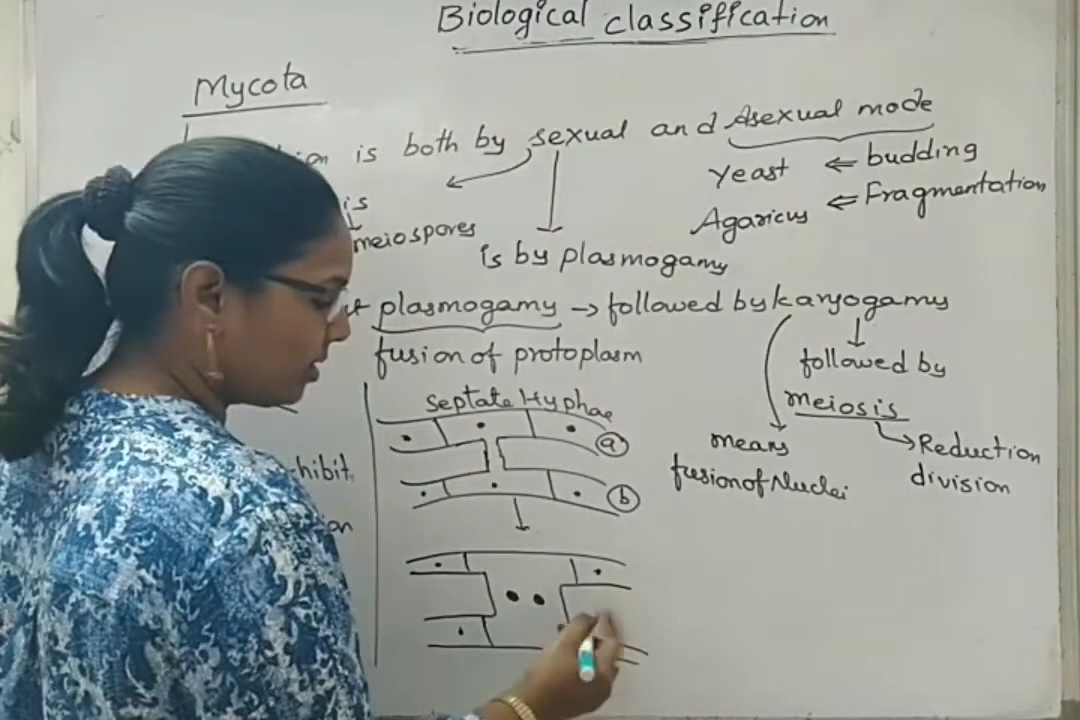 Biological classification
Mycota
is both by sexual and Asexual mode
Yeast ⇐ budding
Agaricus ⇐ Fragmentation
is
meiospores
is by plasmogamy
plasmogamy → followed by karyogamy
fusion of protoplasm
followed by
meiosis
Septate Hyphae
a
b
means
fusion of Nuclei
Reduction
division
hibit